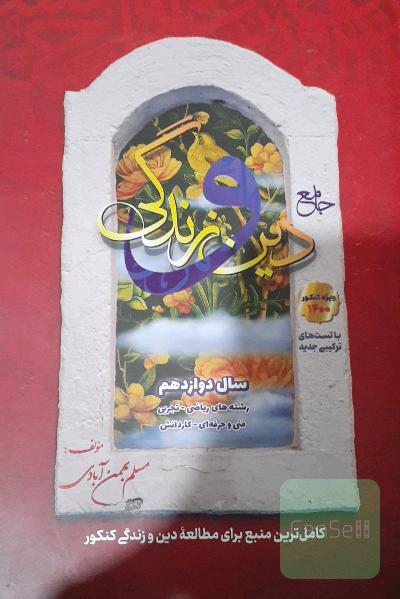 جامع
دین و زندگی
ویژه کنکور
۱۴۰۰
با تست‌های
ترکیبی جدید
سال دوازدهم
رشته‌های ریاضی - تجربی
فنی و حرفه‌ای - کاردانش
مؤلف:
مسلم بهمن آبادی
کامل‌ترین منبع برای مطالعهٔ دین و زندگی کنکور
ConSell